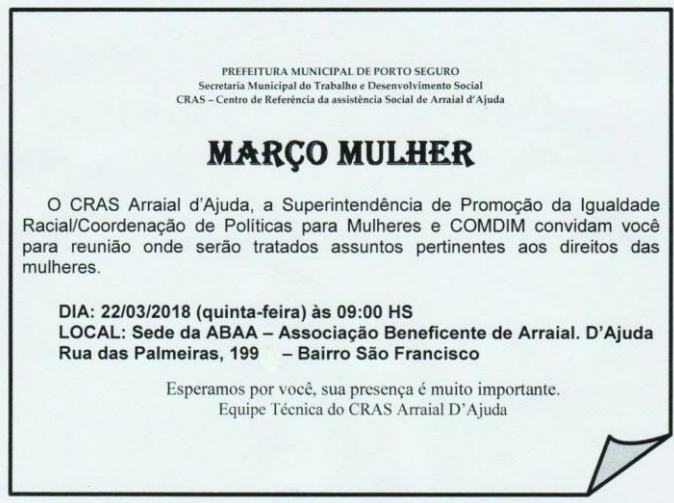 PREFEITURA MUNICIPAL DE PORTO SEGURO
Secretaria Municipal do Trabalho e Desenvolvimento Social
CRAS – Centro de Referência da assistência Social de Arraial d'Ajuda
MARÇO MULHER
O CRAS Arraial d'Ajuda, a Superintendência de Promoção da Igualdade
Racial/Coordenação de Políticas para Mulheres e COMDIM convidam você
para reunião onde serão tratados assuntos pertinentes aos direitos das
mulheres.
DIA: 22/03/2018 (quinta-feira) às 09:00 HS
LOCAL: Sede da ABAA – Associação Beneficente de Arraial. D'Ajuda
Rua das Palmeiras, 199 – Bairro São Francisco
Esperamos por você, sua presença é muito importante.
Equipe Técnica do CRAS Arraial D'Ajuda